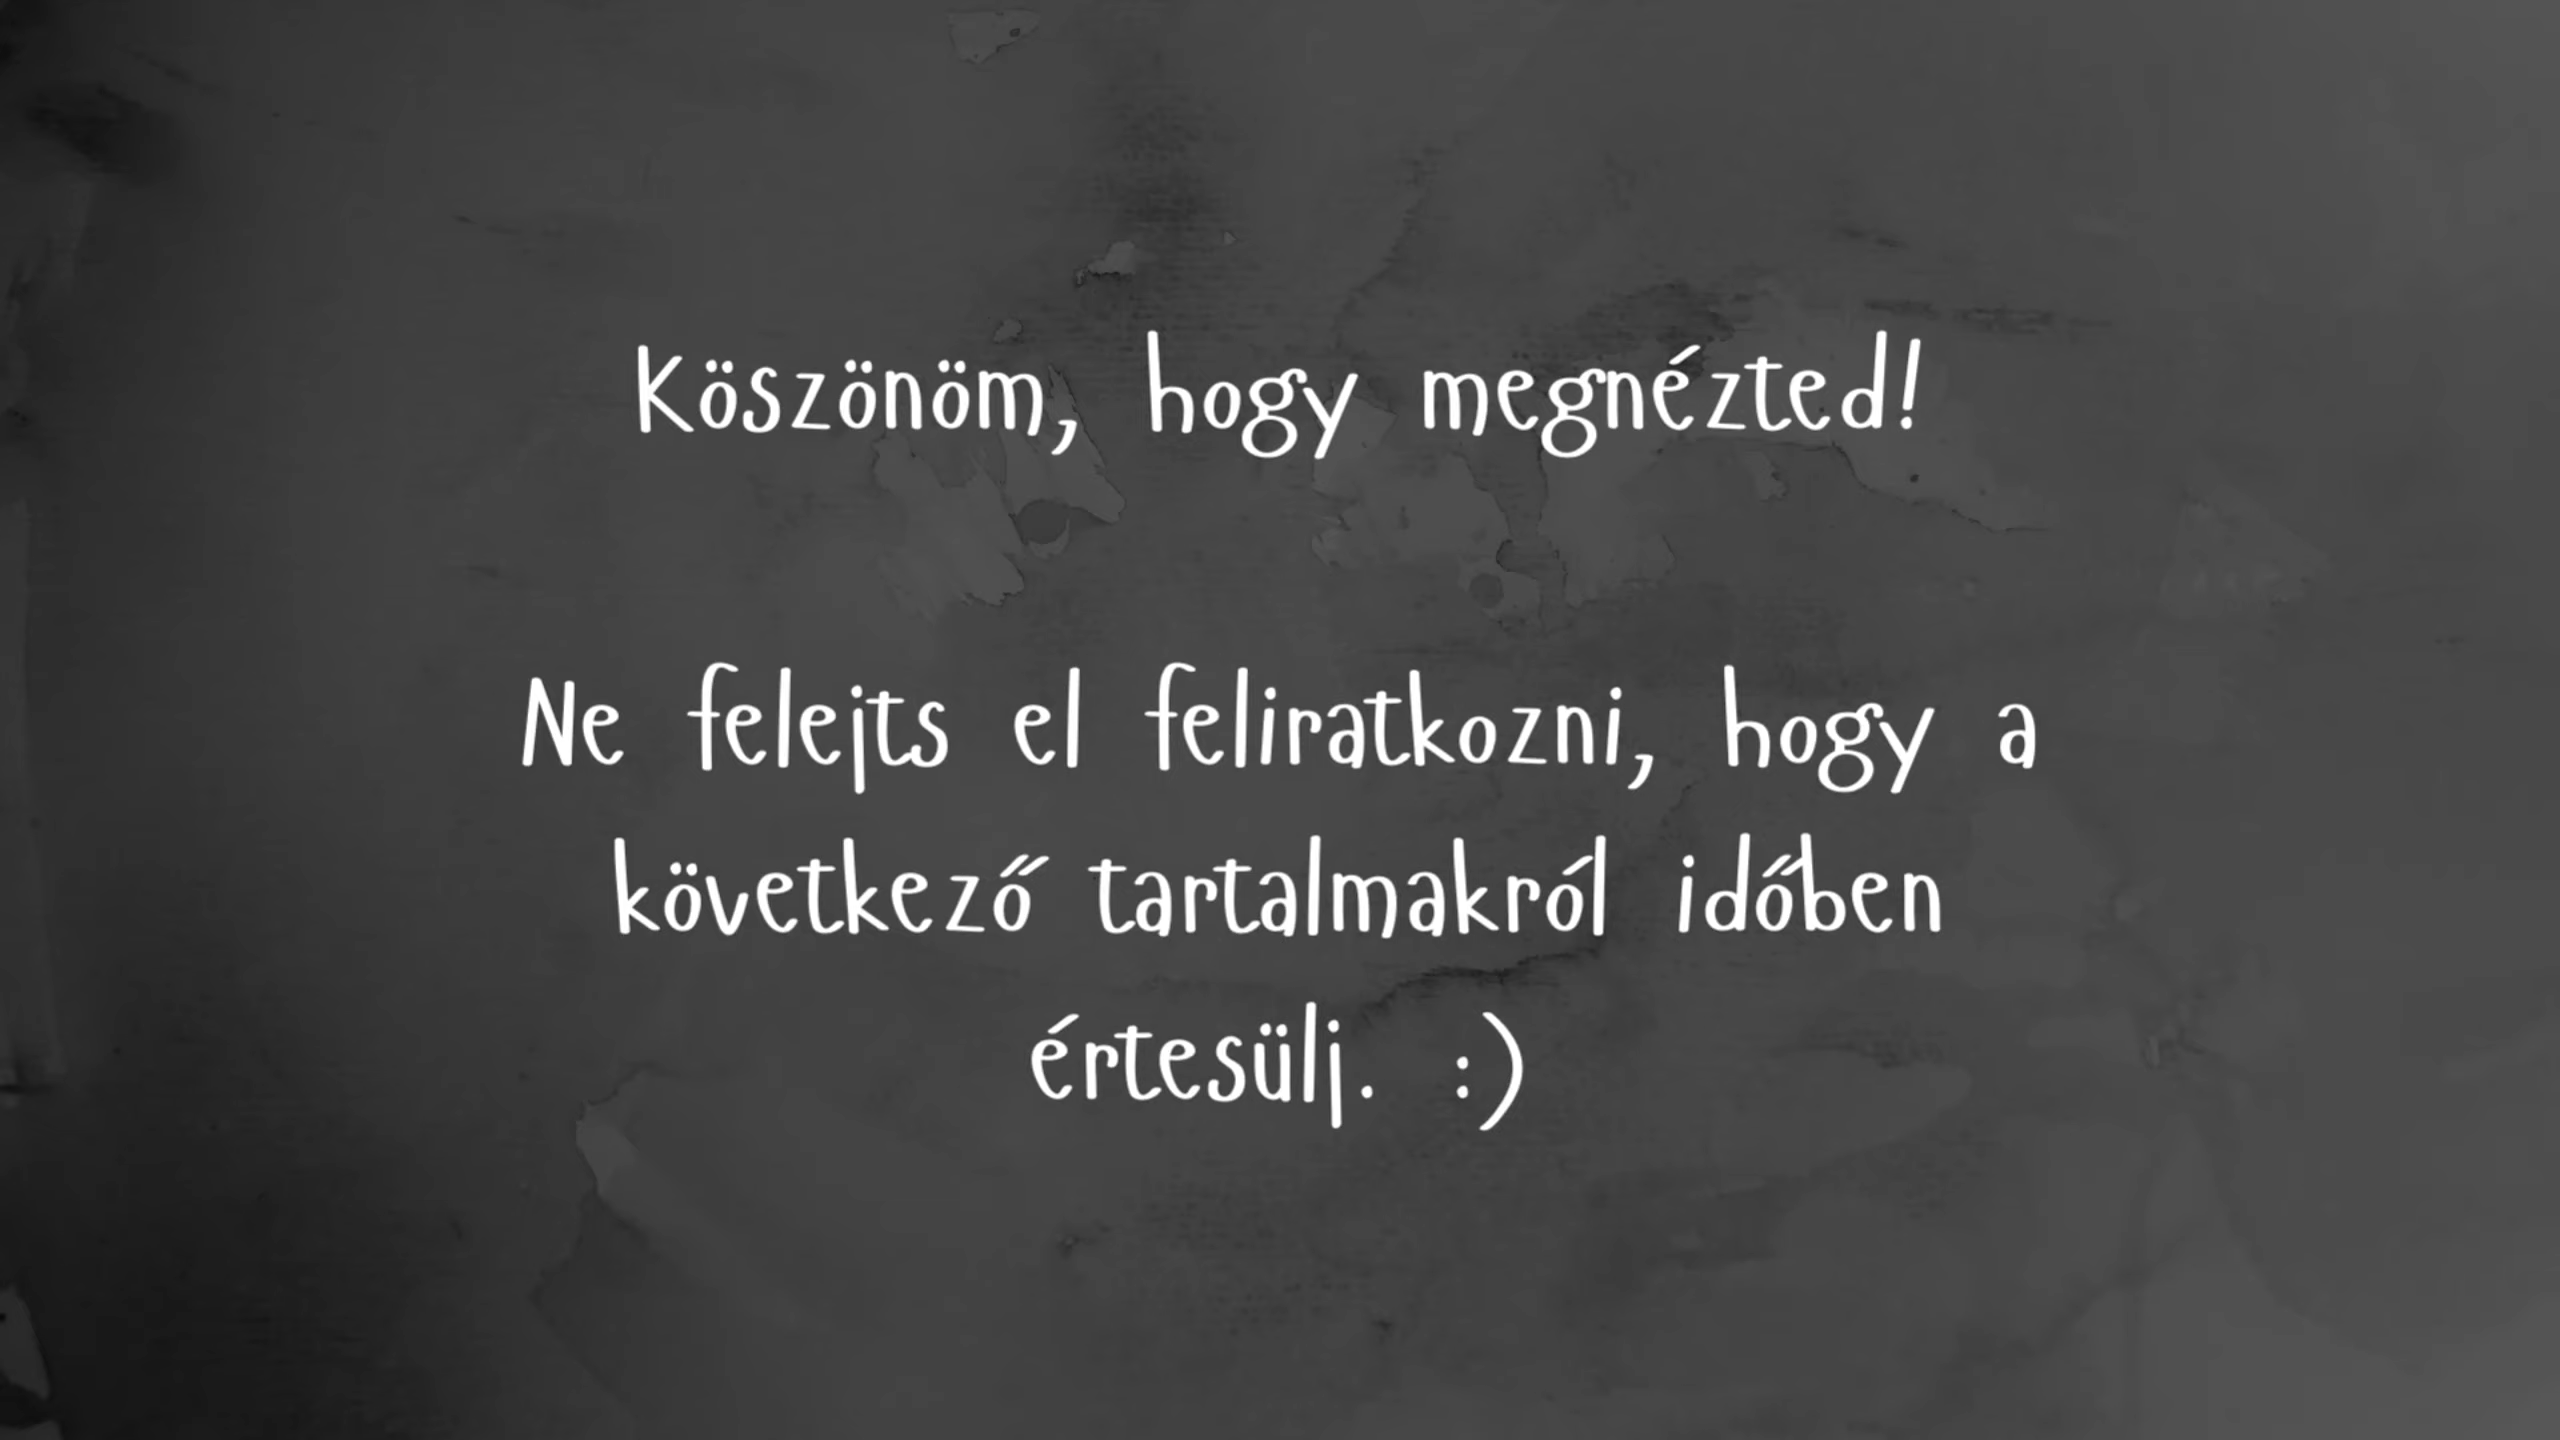 Köszönöm, hogy megnézted!
Ne felejts el feliratkozni, hogy a
következő tartalmakról időben
értesülj. :)